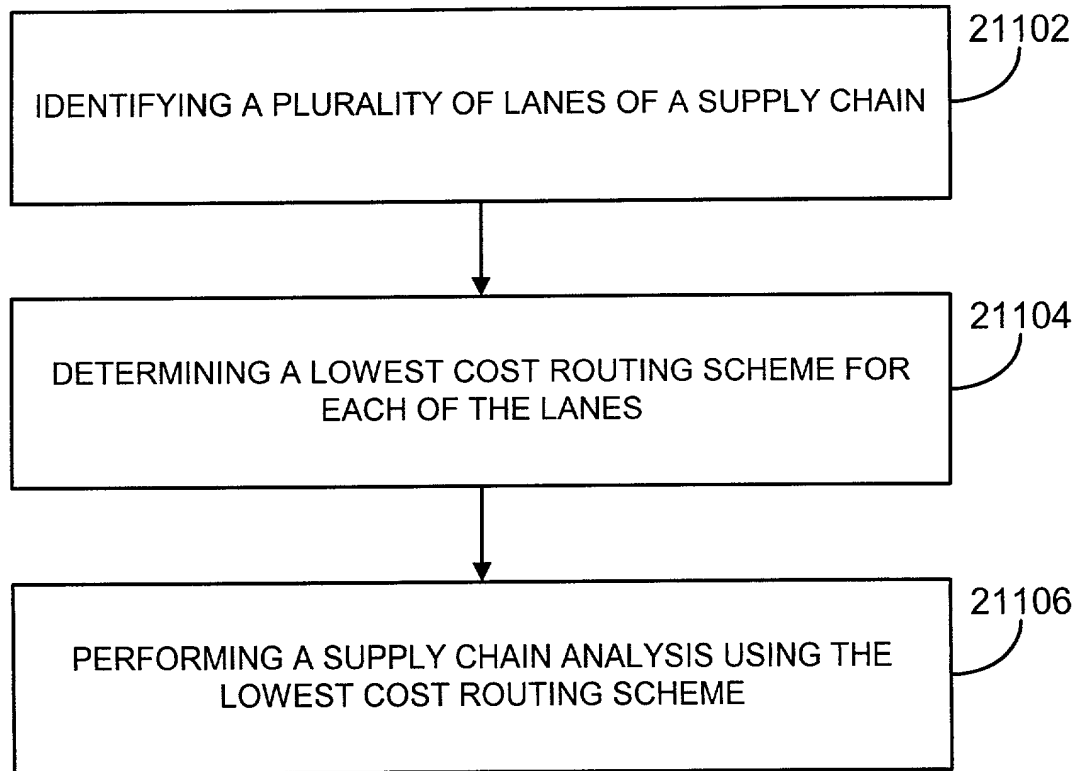 21102
IDENTIFYING A PLURALITY OF LANES OF A SUPPLY CHAIN
21104
DETERMINING A LOWEST COST ROUTING SCHEME FOR
EACH OF THE LANES
21106
PERFORMING A SUPPLY CHAIN ANALYSIS USING THE
LOWEST COST ROUTING SCHEME